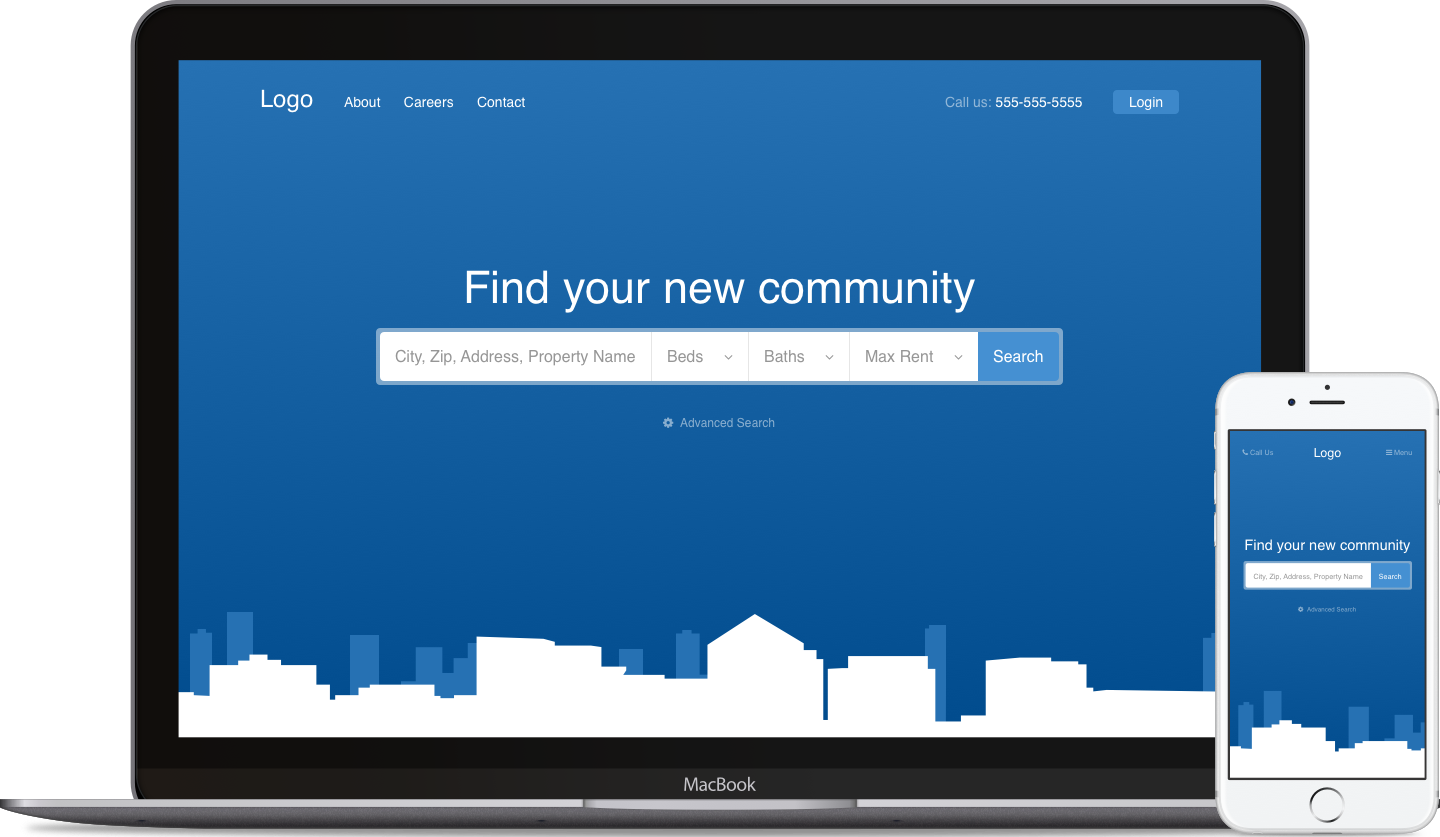 Logo About Careers Contact Call us: 555-555-5555 Login
Find your new community
City, Zip, Address, Property Name Beds Baths Max Rent Search
Advanced Search
MacBook
Call Us Logo Menu
Find your new community
City, Zip, Address, Property Name Search
Advanced Search